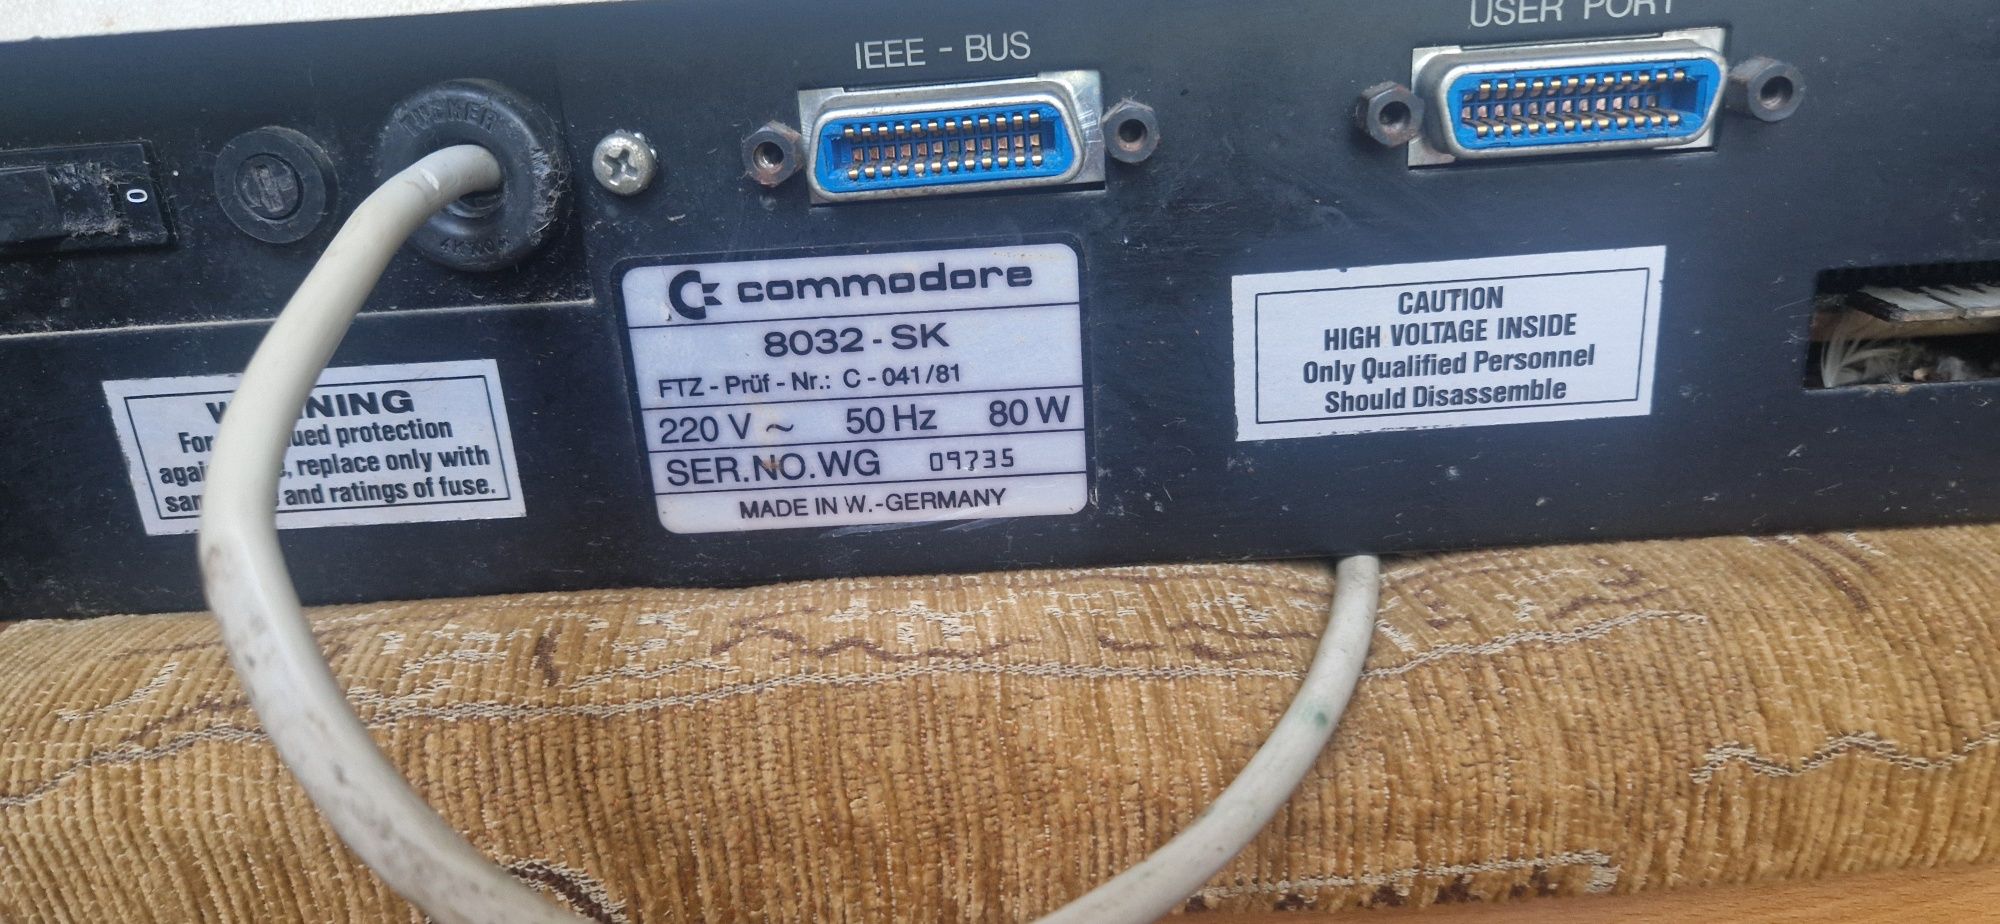 IEEE - BUS
USER PORT
0
commodore
8032-SK
FTZ - Prüf - Nr.: C - 041/81
220 V ~ 50 Hz 80 W
SER.NO.WG 09735
MADE IN W.-GERMANY
CAUTION
HIGH VOLTAGE INSIDE
Only Qualified Personnel
Should Disassemble
NING
ued protection
replace only with
and ratings of fuse.